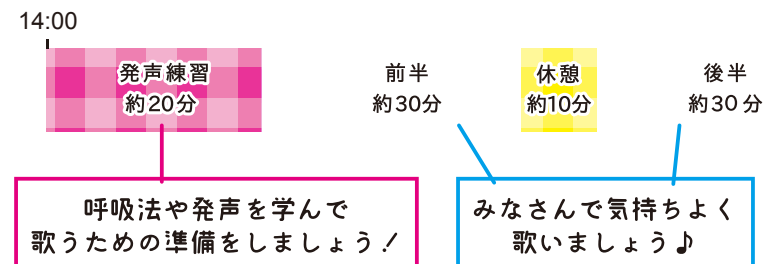 14:00
発声練習
約20分
前半
約30分
休憩
約10分
後半
約30分
呼吸法や発声を学んで
歌うための準備をしましょう！
みなさんで気持ちよく
歌いましょう♪